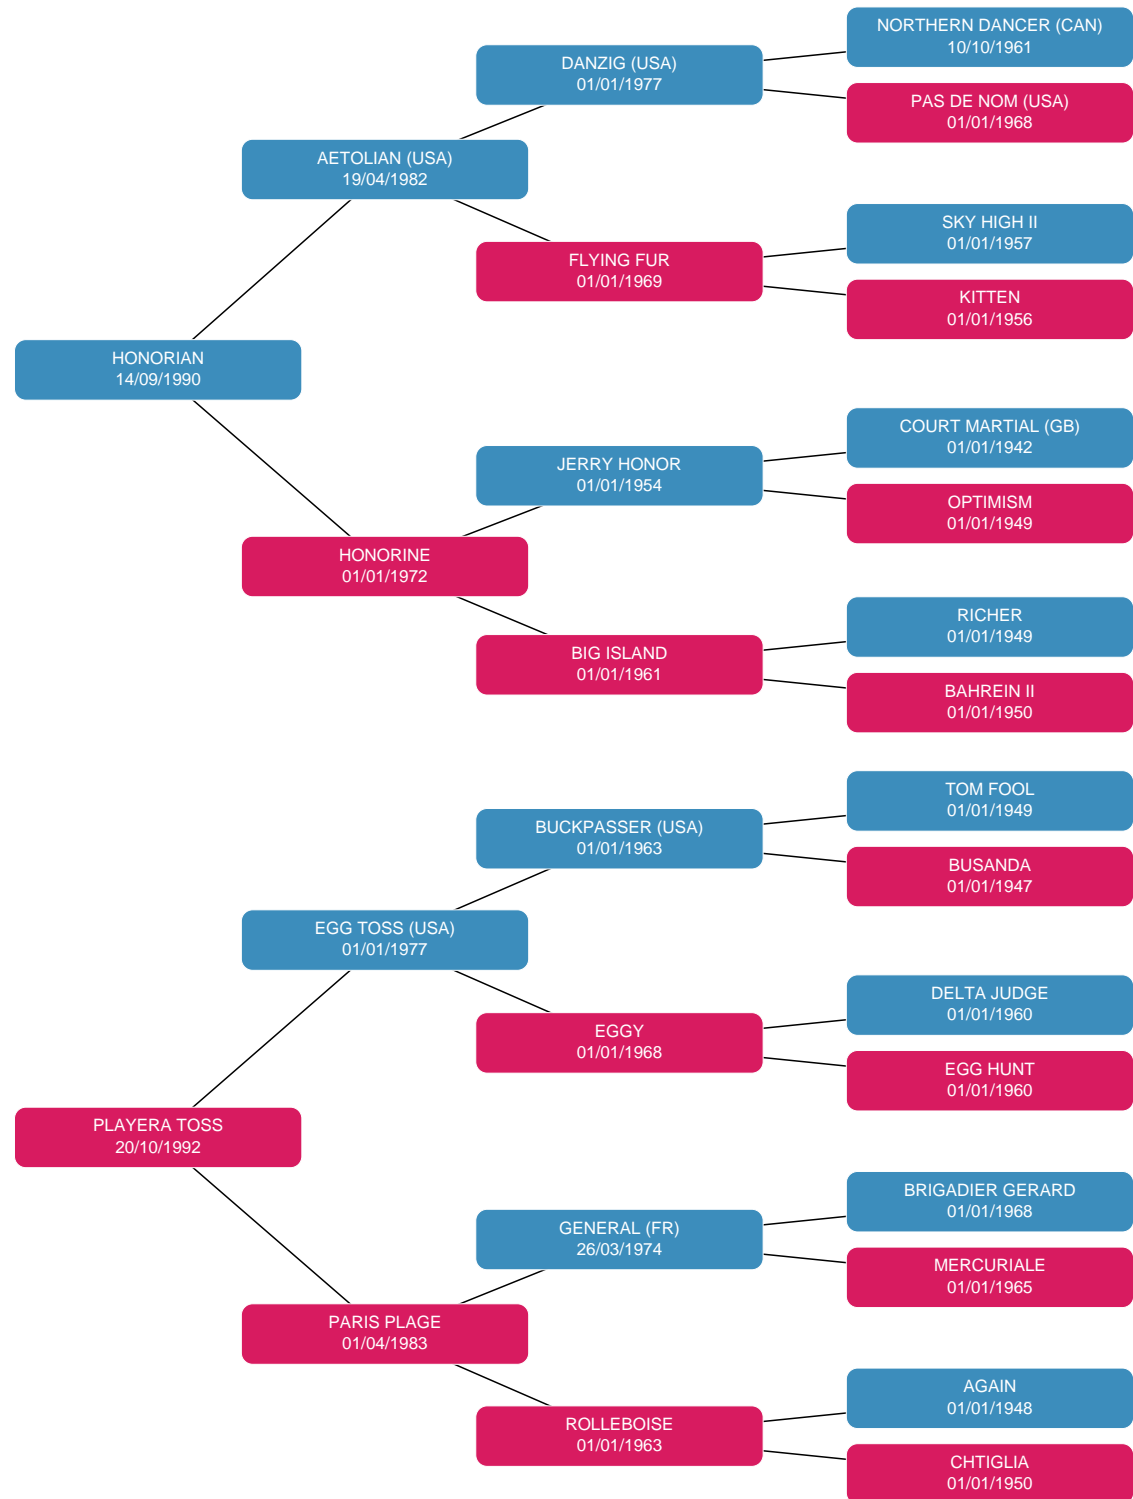 NORTHERN DANCER (CAN)
10/10/1961
DANZIG (USA)
01/01/1977
PAS DE NOM (USA)
01/01/1968
AETOLIAN (USA)
19/04/1982
SKY HIGH II
01/01/1957
FLYING FUR
01/01/1969
KITTEN
01/01/1956
HONORIAN
14/09/1990
COURT MARTIAL (GB)
01/01/1942
JERRY HONOR
01/01/1954
OPTIMISM
01/01/1949
HONORINE
01/01/1972
RICHER
01/01/1949
BIG ISLAND
01/01/1961
BAHREIN II
01/01/1950
TOM FOOL
01/01/1949
BUCKPASSER (USA)
01/01/1963
BUSANDA
01/01/1947
EGG TOSS (USA)
01/01/1977
DELTA JUDGE
01/01/1960
EGGY
01/01/1968
EGG HUNT
01/01/1960
PLAYERA TOSS
20/10/1992
BRIGADIER GERARD
01/01/1968
GENERAL (FR)
26/03/1974
MERCURIALE
01/01/1965
PARIS PLAGE
01/04/1983
AGAIN
01/01/1948
ROLLEBOISE
01/01/1963
CHTIGLIA
01/01/1950